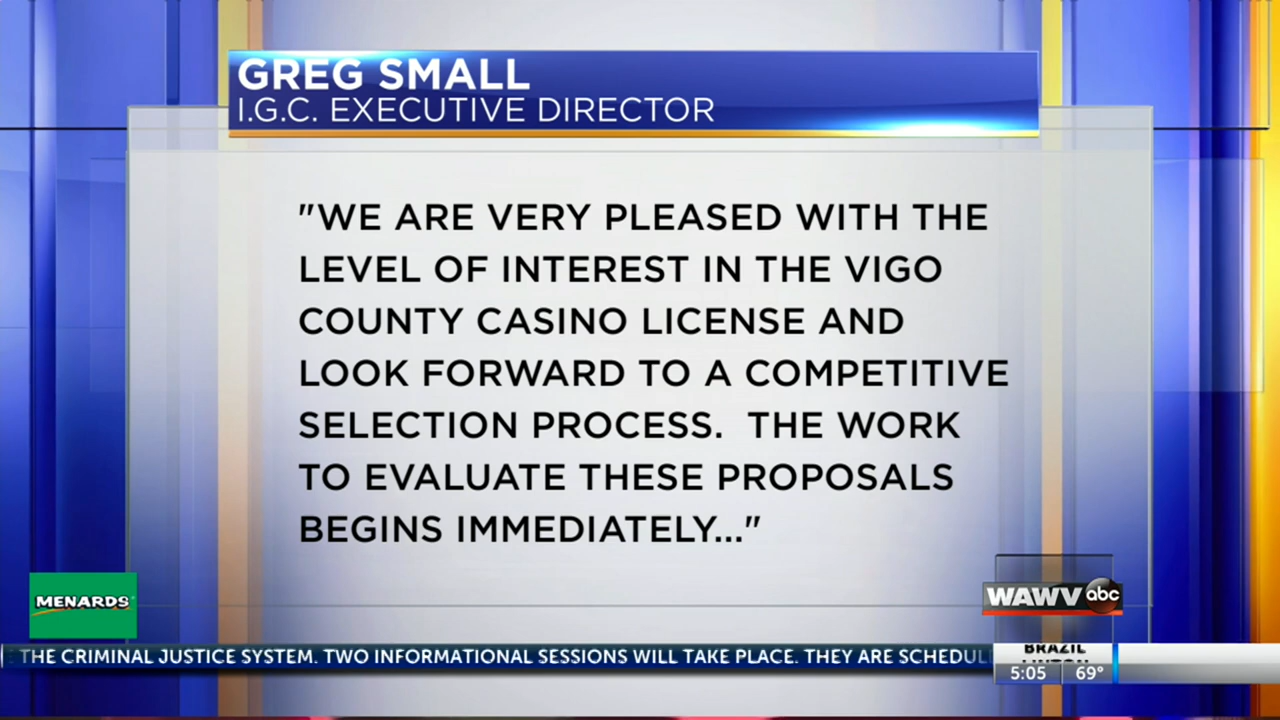 GREG SMALL
I.G.C. EXECUTIVE DIRECTOR
"WE ARE VERY PLEASED WITH THE
LEVEL OF INTEREST IN THE VIGO
COUNTY CASINO LICENSE AND
LOOK FORWARD TO A COMPETITIVE
SELECTION PROCESS.  THE WORK
TO EVALUATE THESE PROPOSALS
BEGINS IMMEDIATELY..."
MENARDS
WAWV abc
THE CRIMINAL JUSTICE SYSTEM. TWO INFORMATIONAL SESSIONS WILL TAKE PLACE. THEY ARE SCHEDUL
BRAZIL
5:05 69°